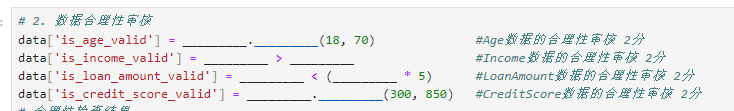 # 2. 数据合理性审核
data['is_age_valid'] = _________._________(18, 70) #Age数据的合理性审核 2分
data['is_income_valid'] = _________ > _________ #Income数据的合理性审核 2分
data['is_loan_amount_valid'] = _________ < (_________ * 5) #LoanAmount数据的合理性审核 2分
data['is_credit_score_valid'] = _________._________(300, 850) #CreditScore数据的合理性审核 2分